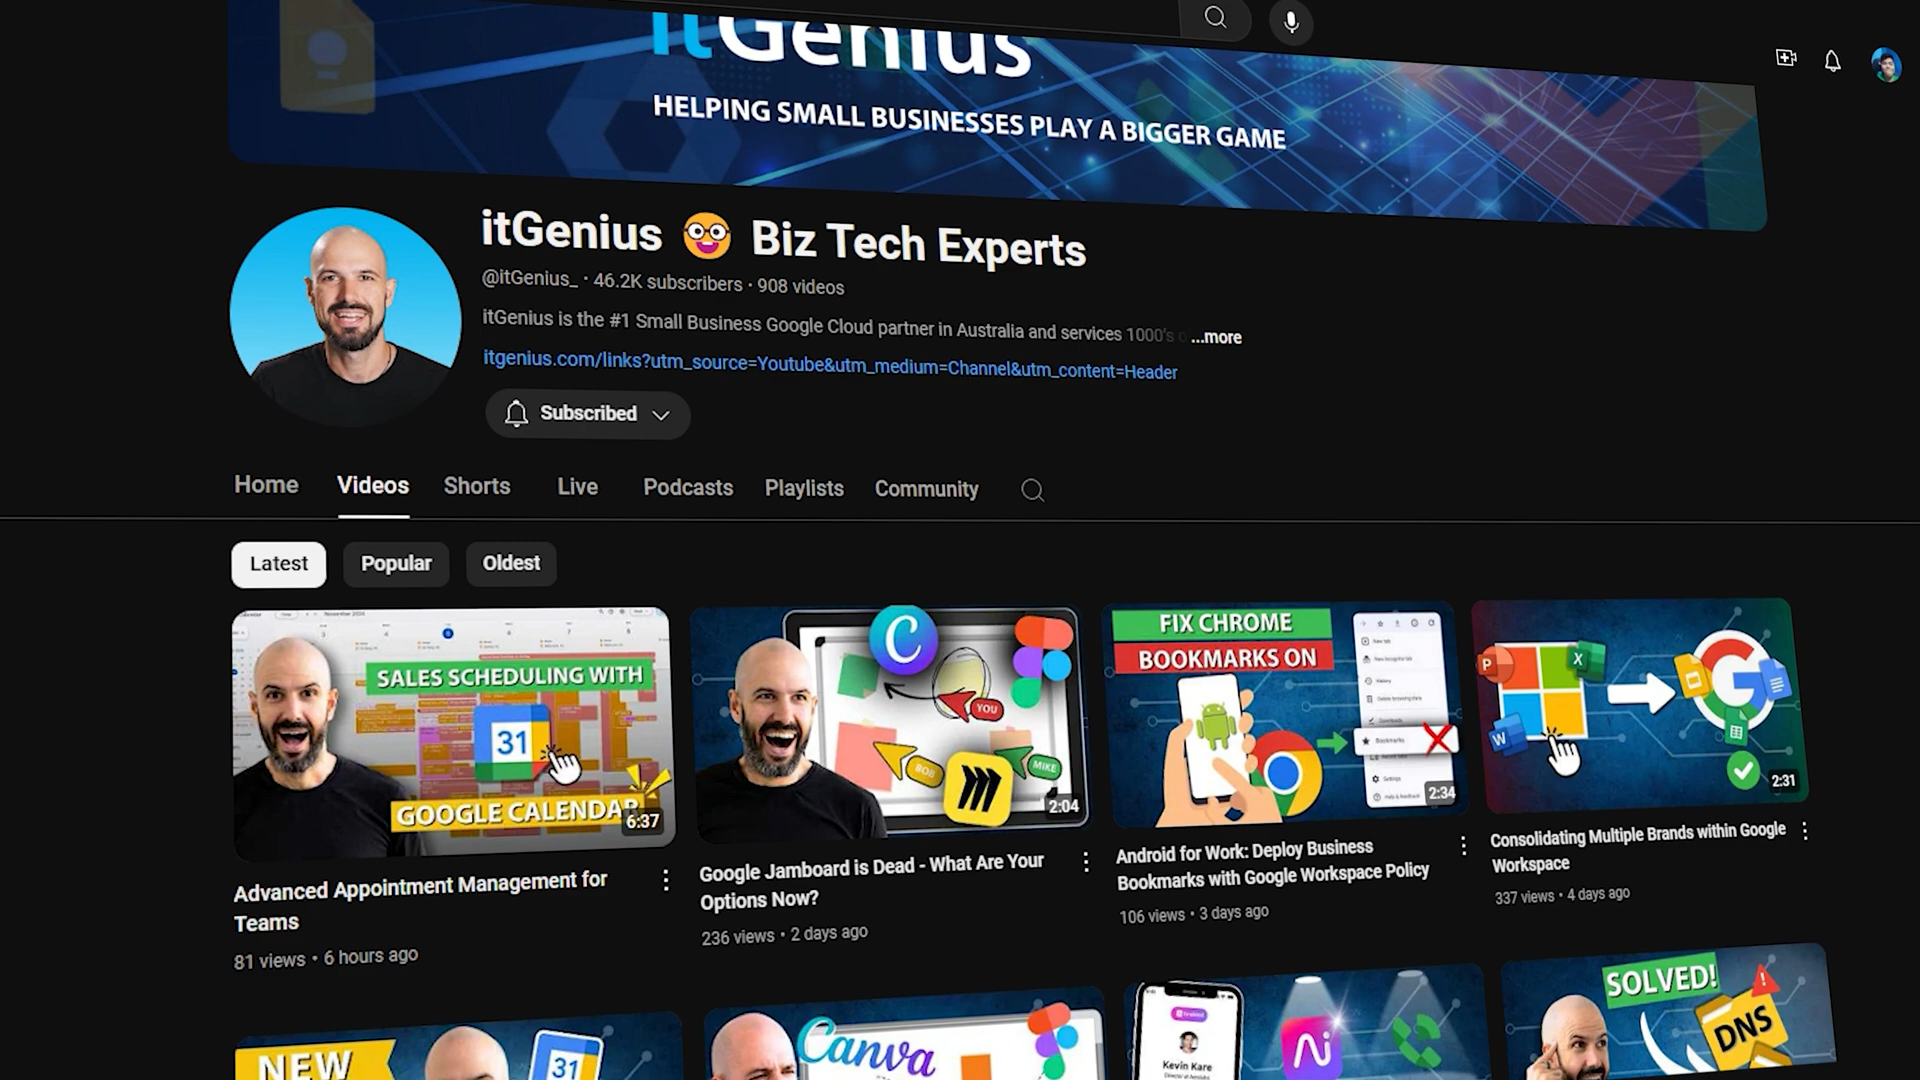 itGenius
HELPING SMALL BUSINESSES PLAY A BIGGER GAME
itGenius 🤓 Biz Tech Experts
@itGenius_ · 46.2K subscribers · 908 videos
itGenius is the #1 Small Business Google Cloud partner in Australia and services 1000's o ...more
itgenius.com/links?utm_source=Youtube&utm_medium=Channel&utm_content=Header
Subscribed
Home Videos Shorts Live Podcasts Playlists Community
Latest Popular Oldest
SALES SCHEDULING WITH
31
GOOGLE CALENDAR
6:37
Advanced Appointment Management for
Teams
81 views • 6 hours ago
C
YOU
BOB
MIKE
2:04
Google Jamboard is Dead - What Are Your
Options Now?
236 views • 2 days ago
FIX CHROME
BOOKMARKS ON
New tab
History
Bookmarks
Settings
2:34
Android for Work: Deploy Business
Bookmarks with Google Workspace Policy
106 views • 3 days ago
P
X
W
2:31
Consolidating Multiple Brands within Google
Workspace
337 views • 4 days ago
NEW
31
Canva
Kevin Kare
SOLVED!
DNS